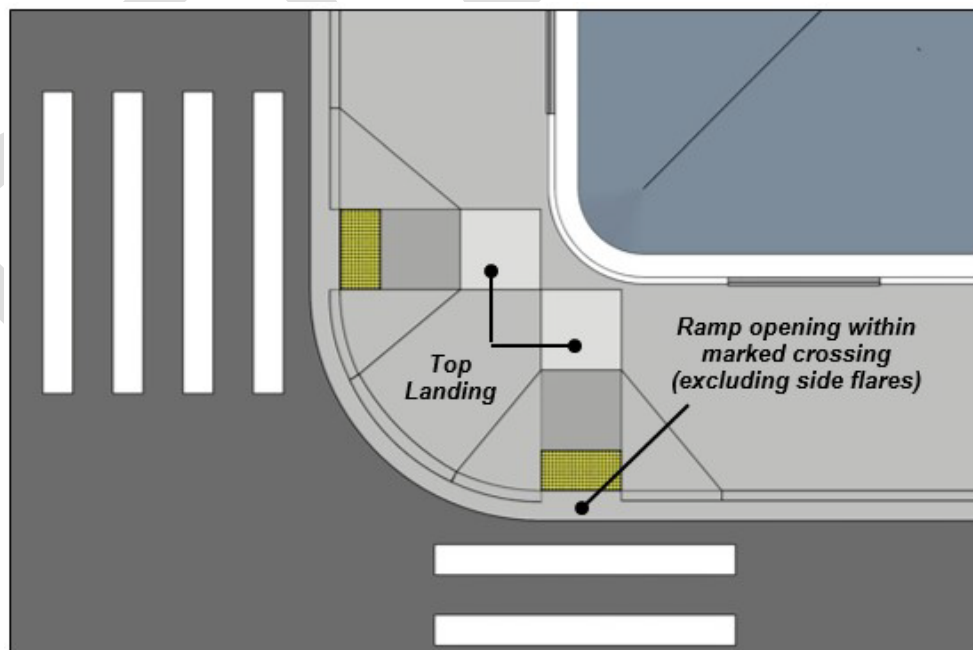 Ramp opening within
marked crossing
(excluding side flares)
Top
Landing